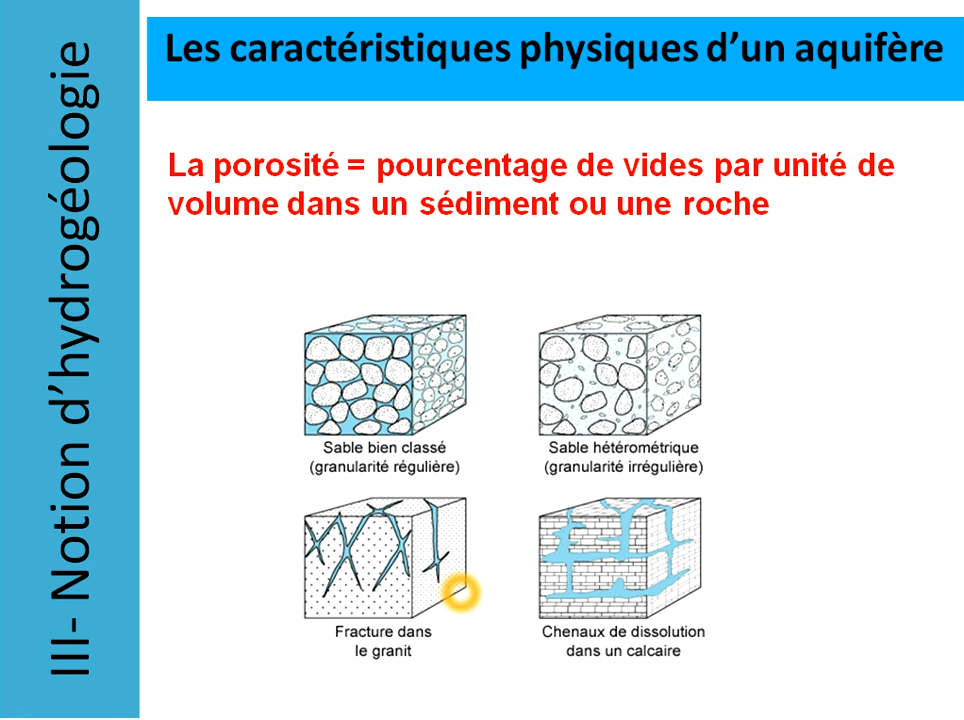 III- Notion d’hydrogéologie
Les caractéristiques physiques d’un aquifère
La porosité = pourcentage de vides par unité de
volume dans un sédiment ou une roche
Sable bien classé
(granularité régulière)
Sable hétérométrique
(granularité irrégulière)
Fracture dans
le granit
Chenaux de dissolution
dans un calcaire